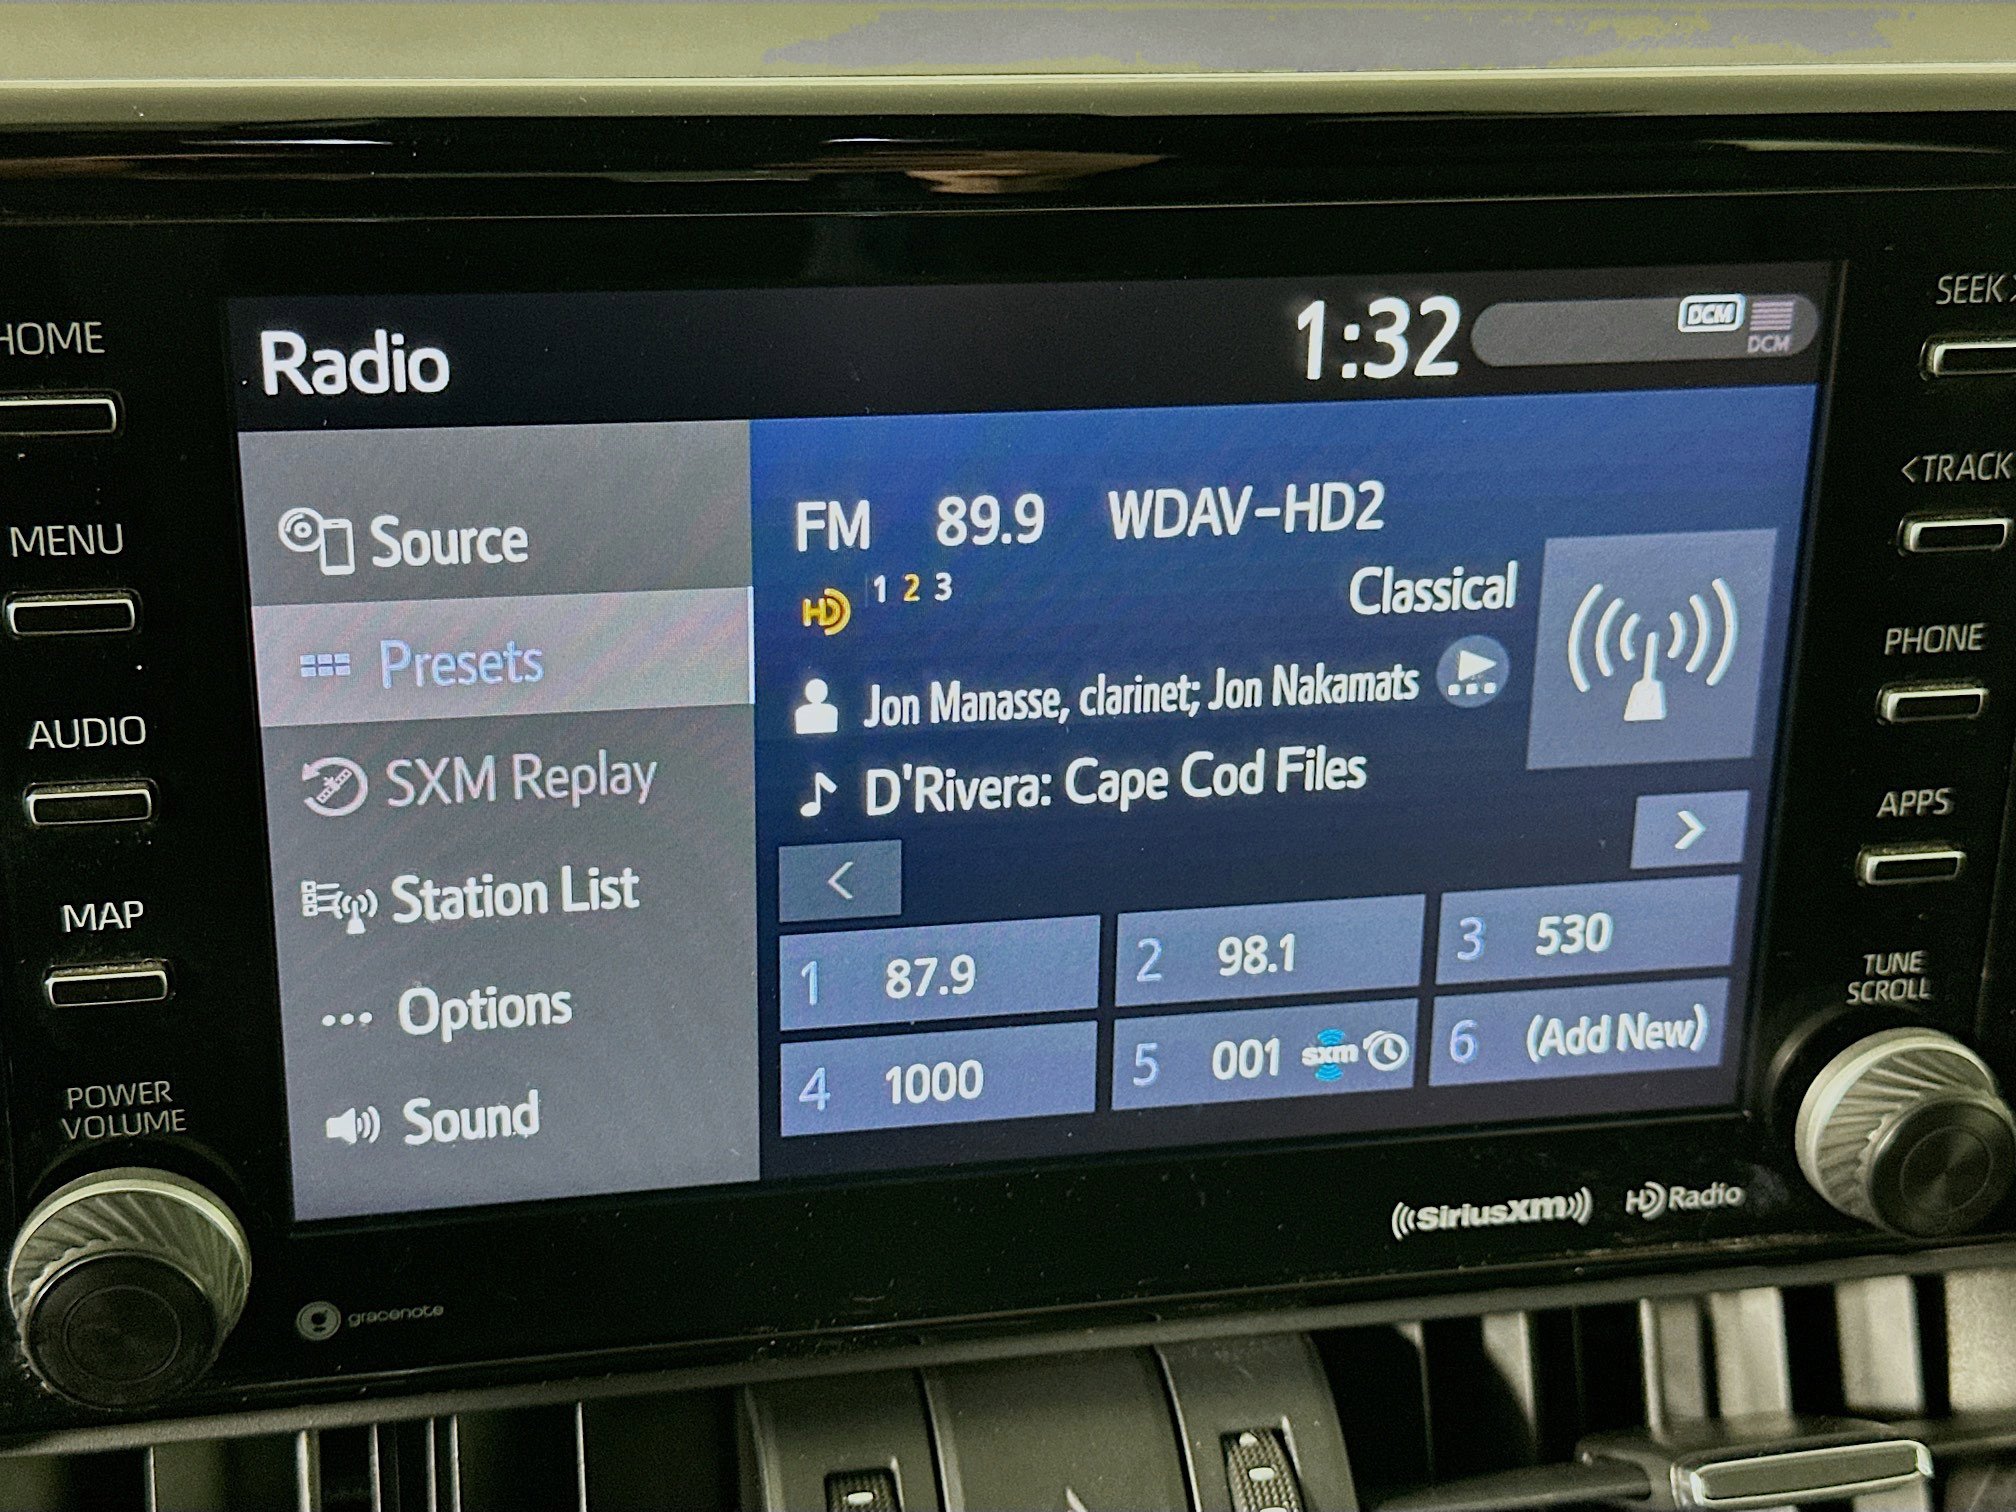 Radio
1:32
DCM
DCM
Source
Presets
SXM Replay
Station List
Options
Sound
FM 89.9 WDAV-HD2
HD 1 2 3
Classical
Jon Manasse, clarinet; Jon Nakamats
D'Rivera: Cape Cod Files
<
>
1 87.9
2 98.1
3 530
4 1000
5 001 sxm
6 (Add New)
HOME
MENU
AUDIO
MAP
POWER
VOLUME
SEEK >
<TRACK
PHONE
APPS
TUNE
SCROLL
gracenote
((SiriusXM))
HD Radio